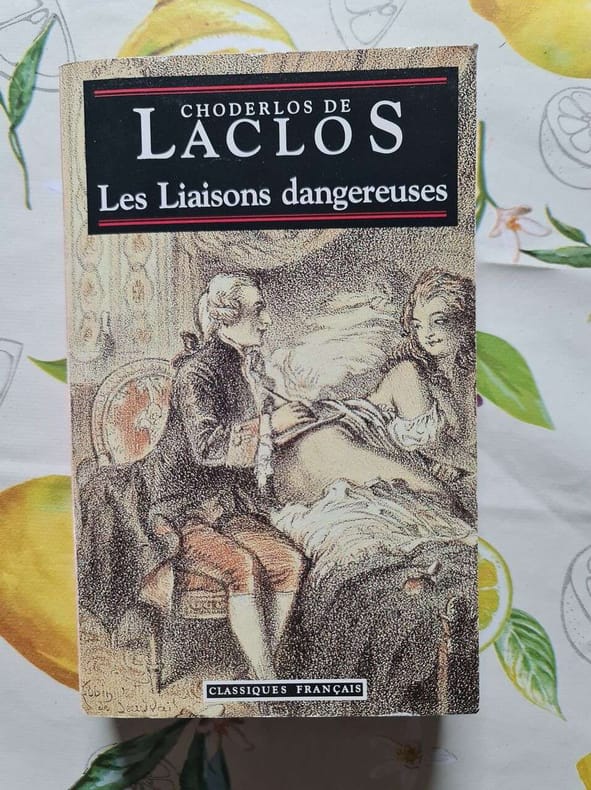 CHODERLOS DE
LACLOS
Les Liaisons dangereuses
CLASSIQUES FRANÇAIS